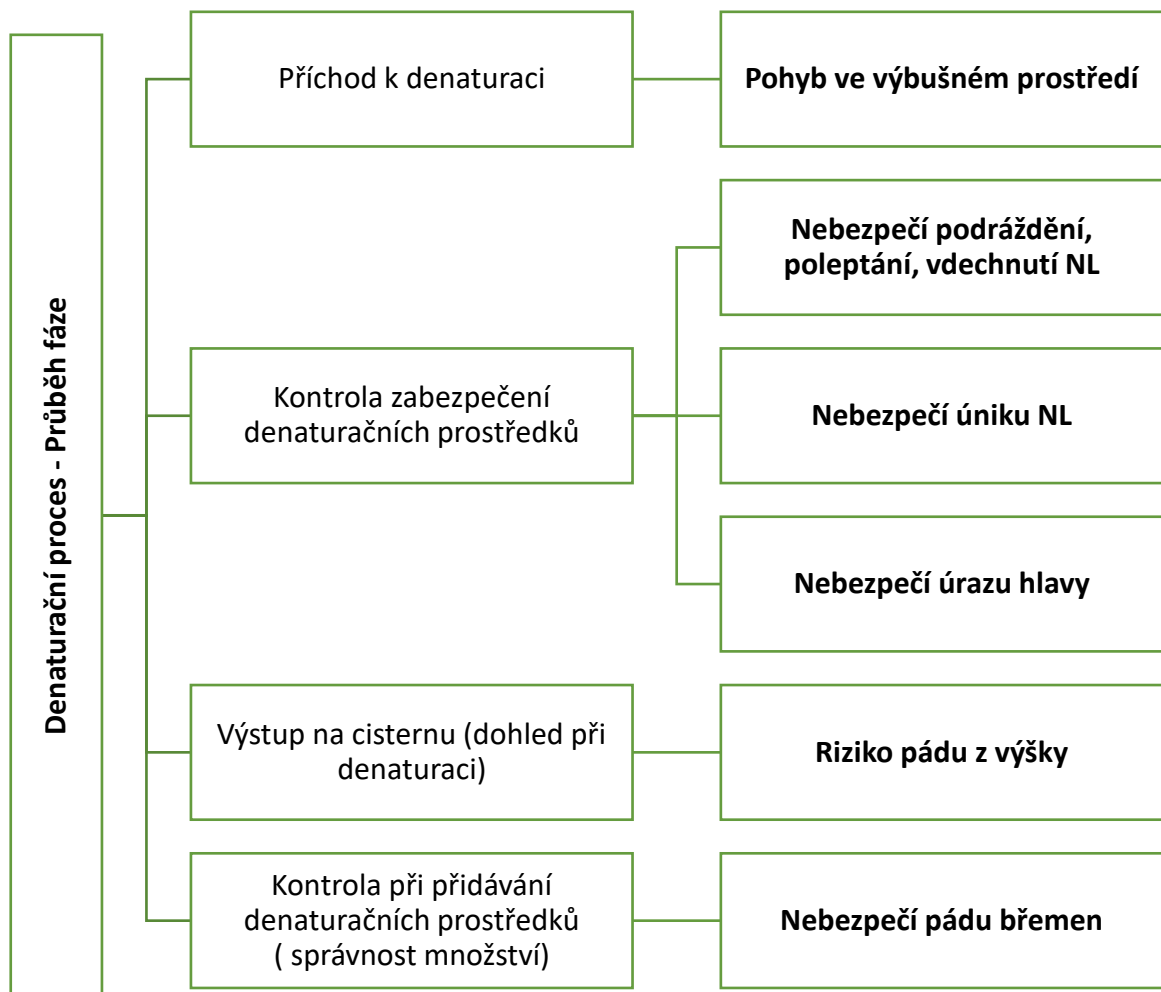 Denaturační proces - Průběh fáze
Příchod k denaturaci
Pohyb ve výbušném prostředí
Kontrola zabezpečení
denaturačních prostředků
Nebezpečí podráždění,
poleptání, vdechnutí NL
Nebezpečí úniku NL
Nebezpečí úrazu hlavy
Výstup na cisternu (dohled při
denaturaci)
Riziko pádu z výšky
Kontrola při přidávání
denaturačních prostředků
( správnost množství)
Nebezpečí pádu břemen